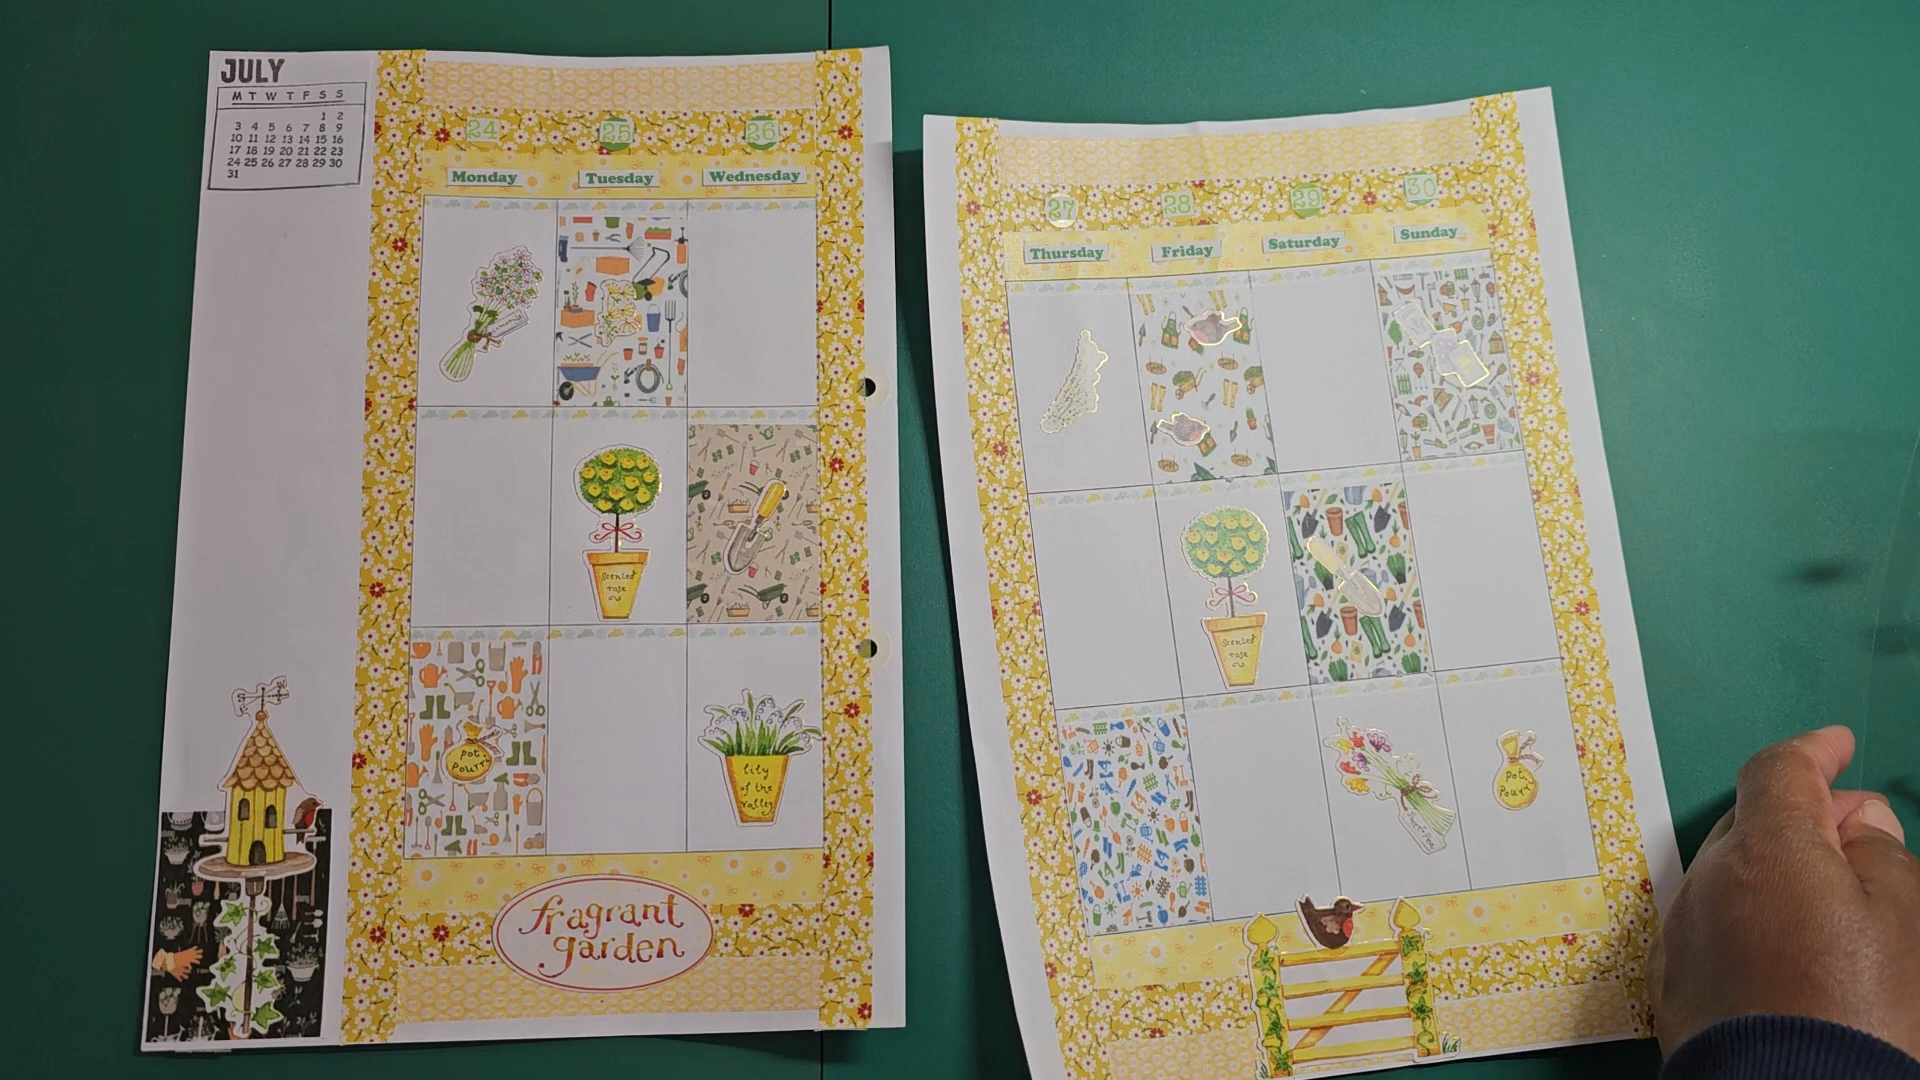 JULY
M T W T F S S
1 2
3 4 5 6 7 8 9
10 11 12 13 14 15 16
17 18 19 20 21 22 23
24 25 26 27 28 29 30
31
24 25 26
Monday Tuesday Wednesday
Scented
rose
Pot
Pourri
lily
of the
valley
fragrant
garden
27 28 29 30
Thursday Friday Saturday Sunday
Scented
rose
Pot
Pourri